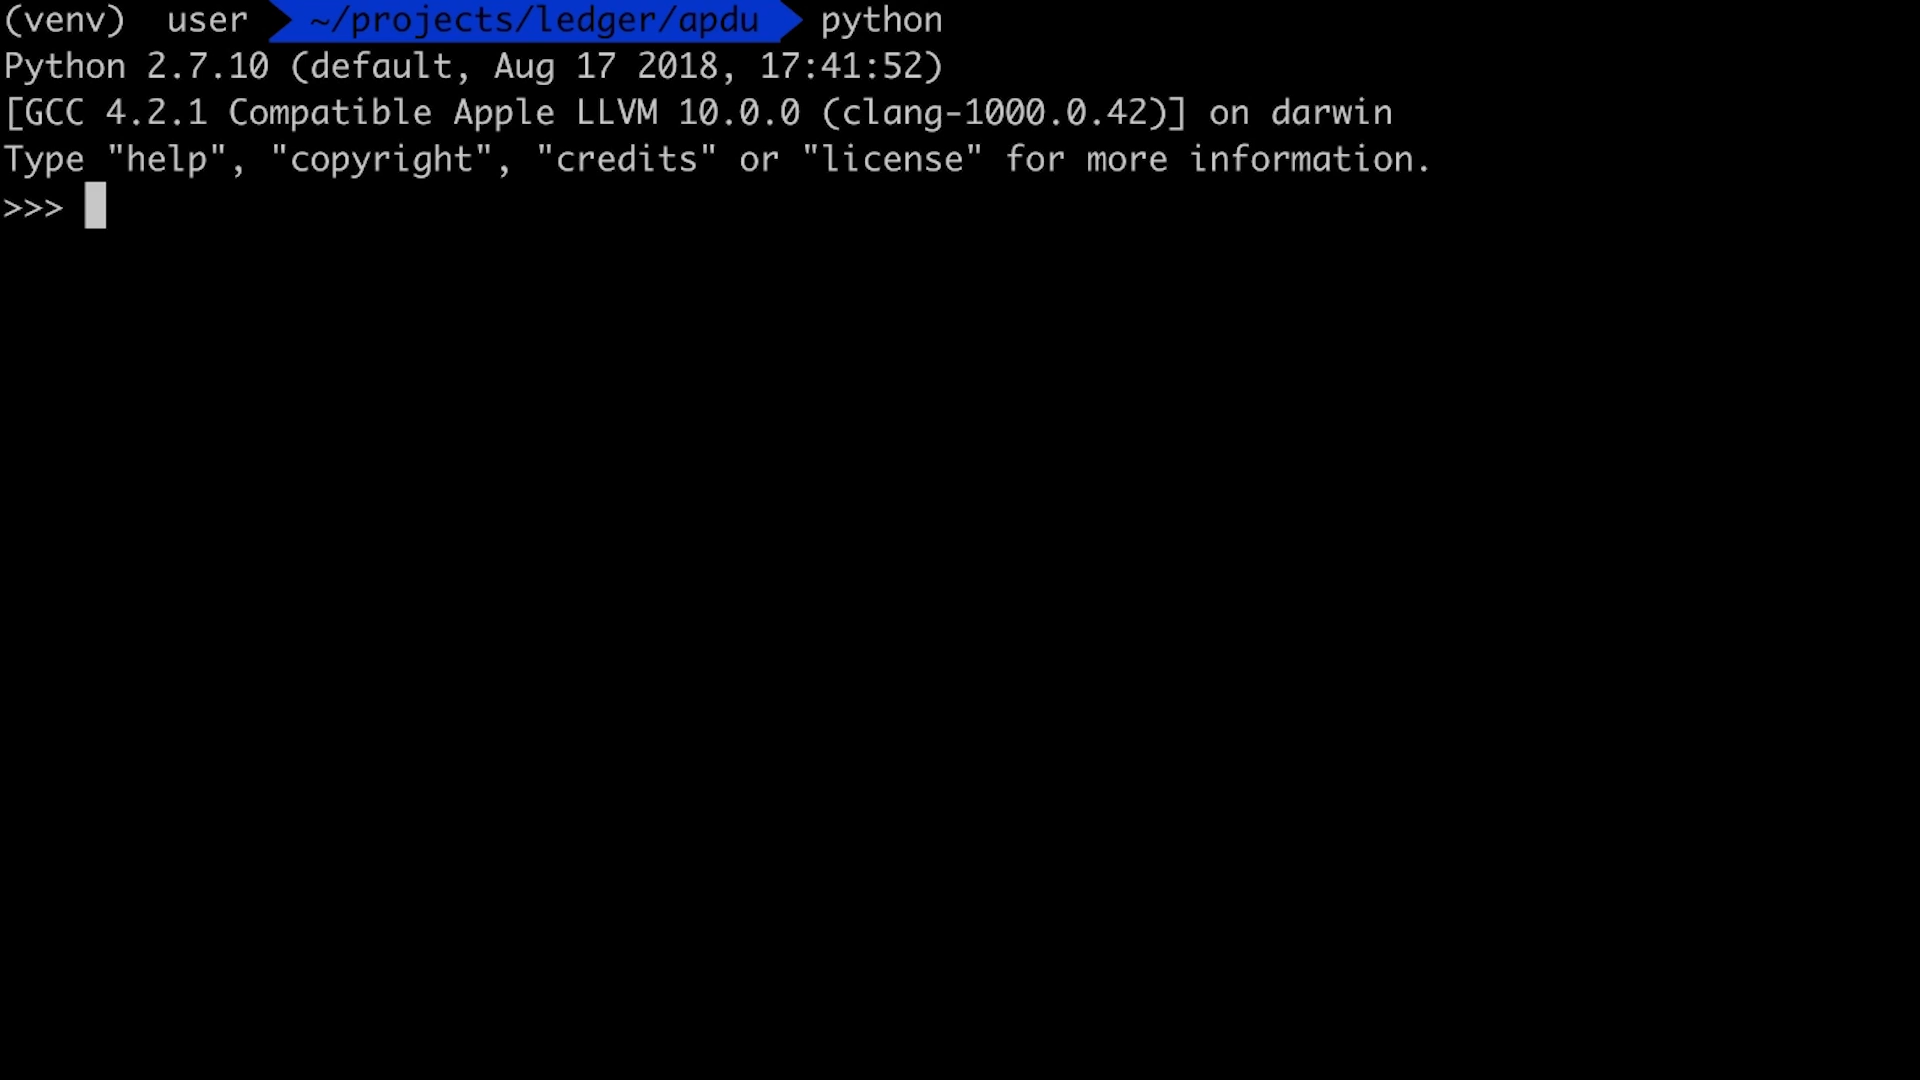 (venv) user ~/projects/ledger/apdu python
Python 2.7.10 (default, Aug 17 2018, 17:41:52)
[GCC 4.2.1 Compatible Apple LLVM 10.0.0 (clang-1000.0.42)] on darwin
Type "help", "copyright", "credits" or "license" for more information.
>>>